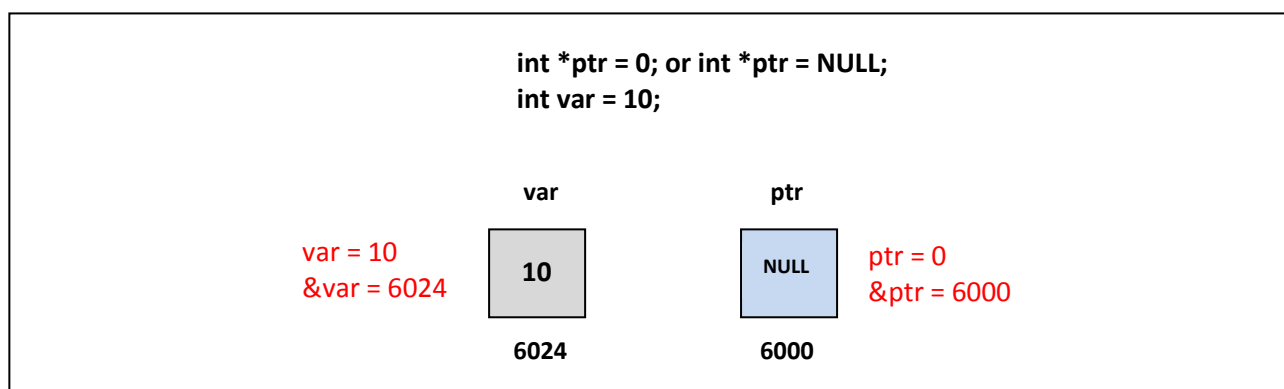 int *ptr = 0; or int *ptr = NULL;
int var = 10;
var
ptr
var = 10
&var = 6024
10
NULL
ptr = 0
&ptr = 6000
6024
6000